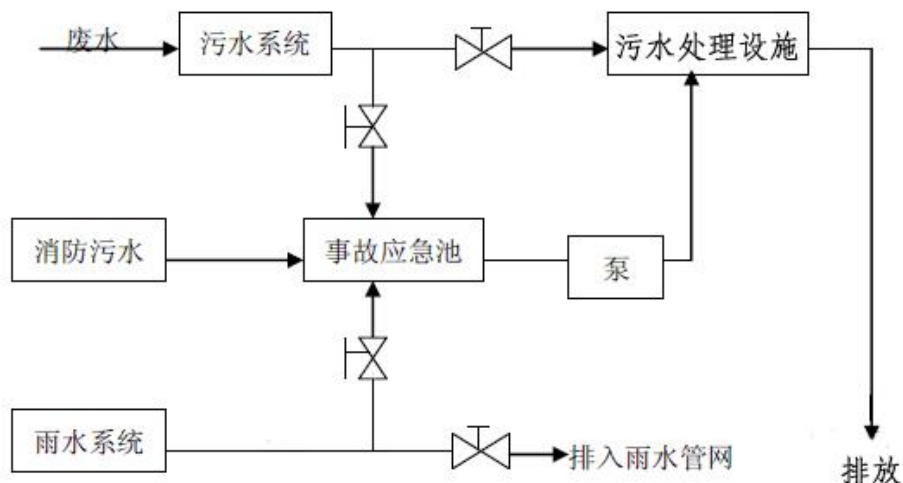 废水
污水系统
污水处理设施
消防污水
事故应急池
泵
雨水系统
排入雨水管网
排放